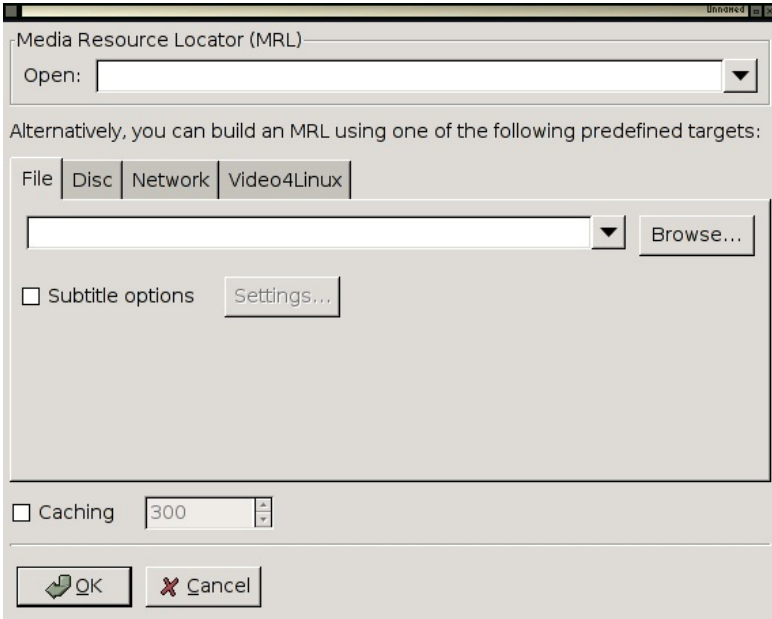 Unnamed
Media Resource Locator (MRL)
Open:
Alternatively, you can build an MRL using one of the following predefined targets:
File Disc Network Video4Linux
Browse...
Subtitle options Settings...
Caching 300
OK Cancel